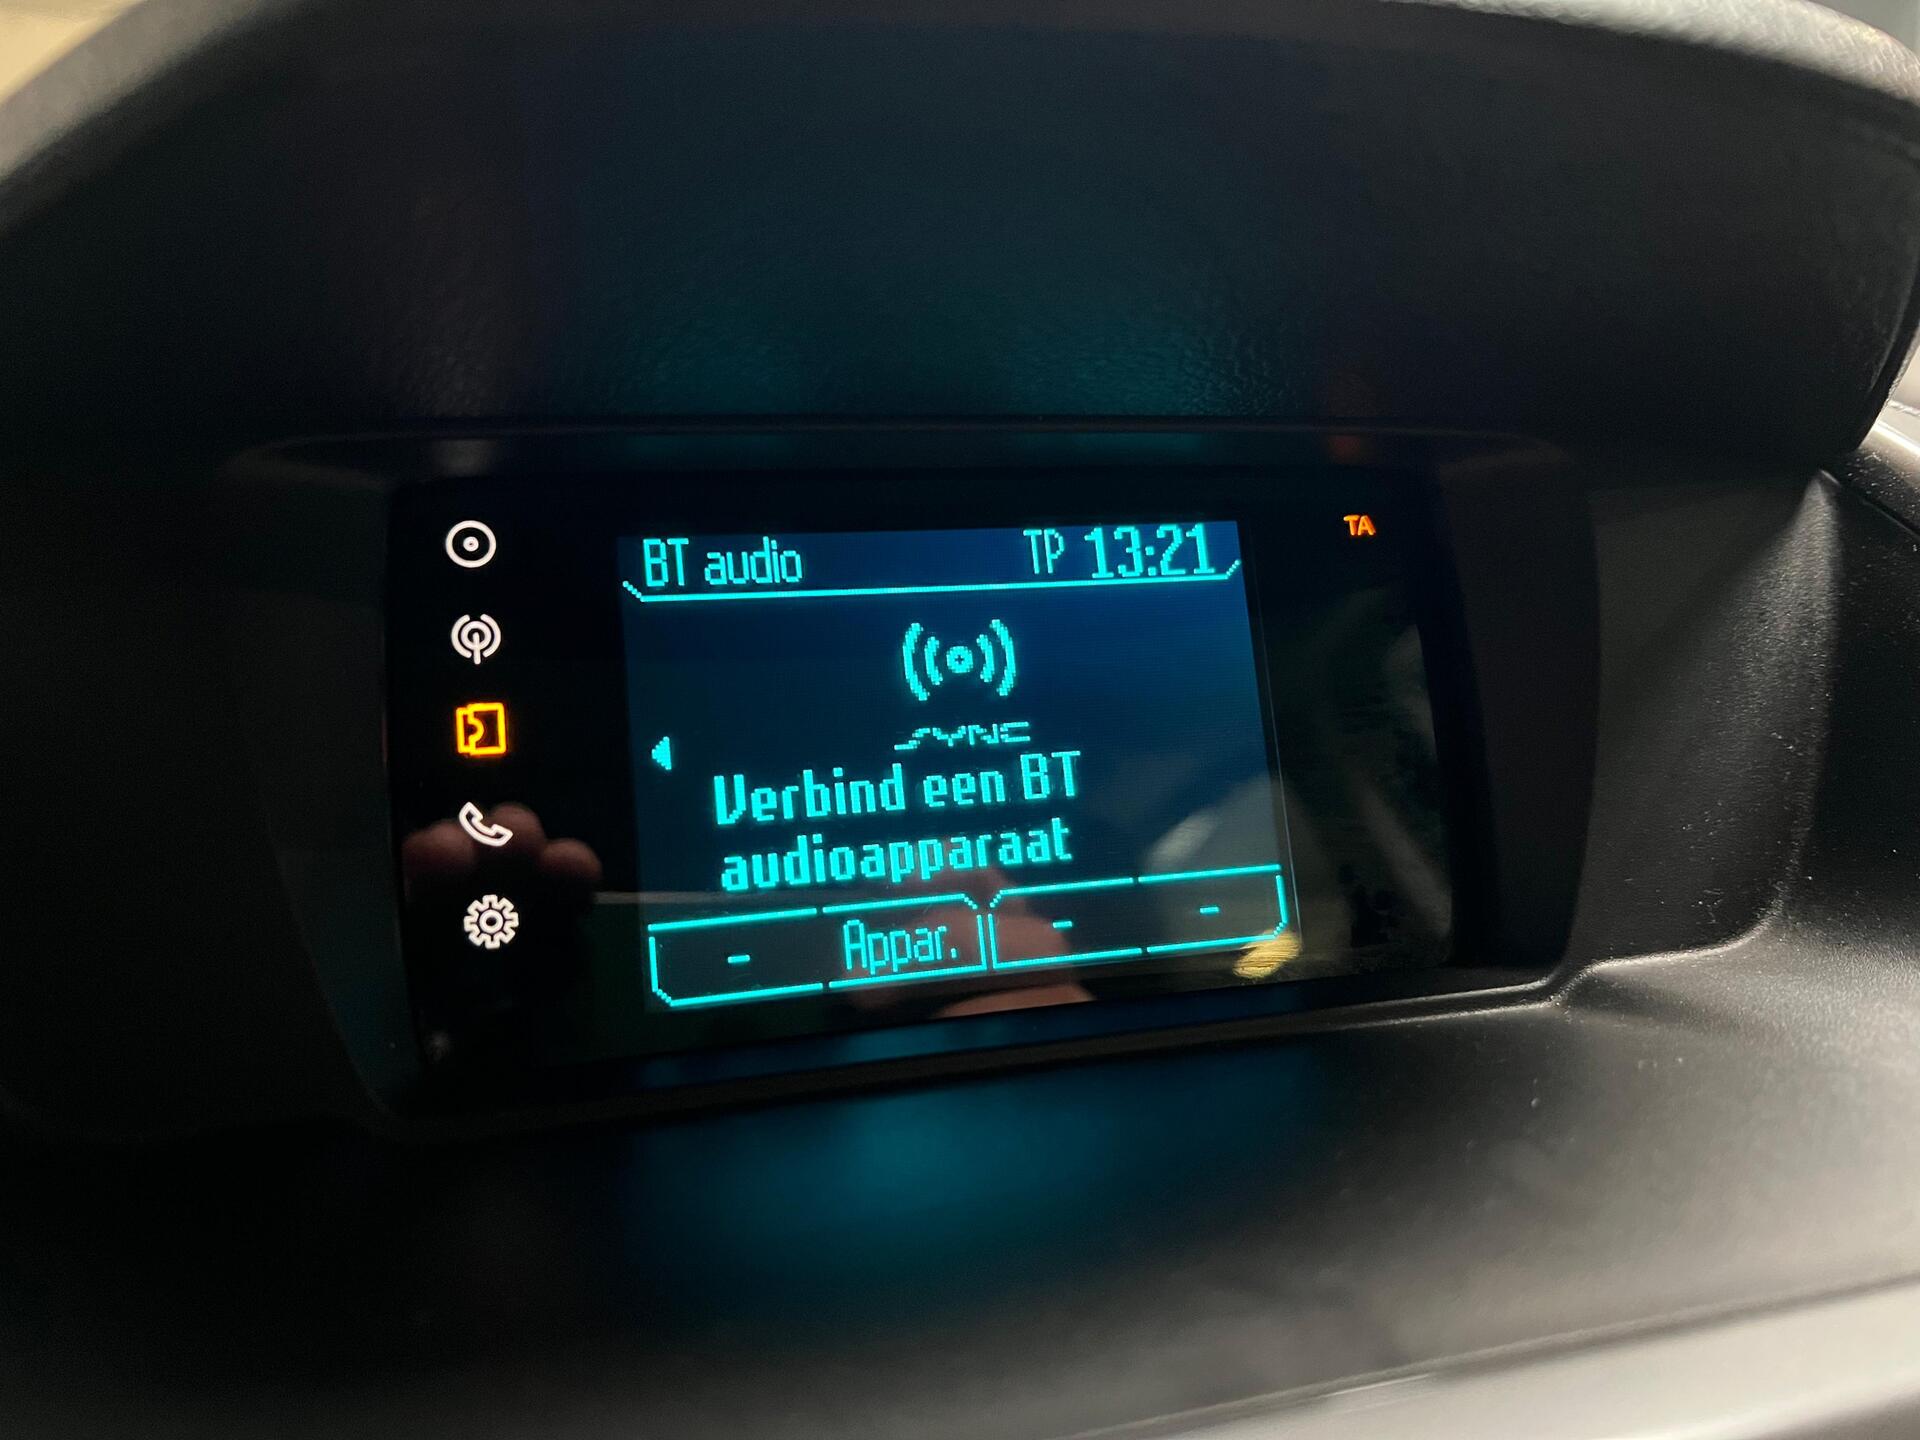 BT audio TP 13:21 TA
SYNC
Verbind een BT
audioapparaat
- Appar. - -